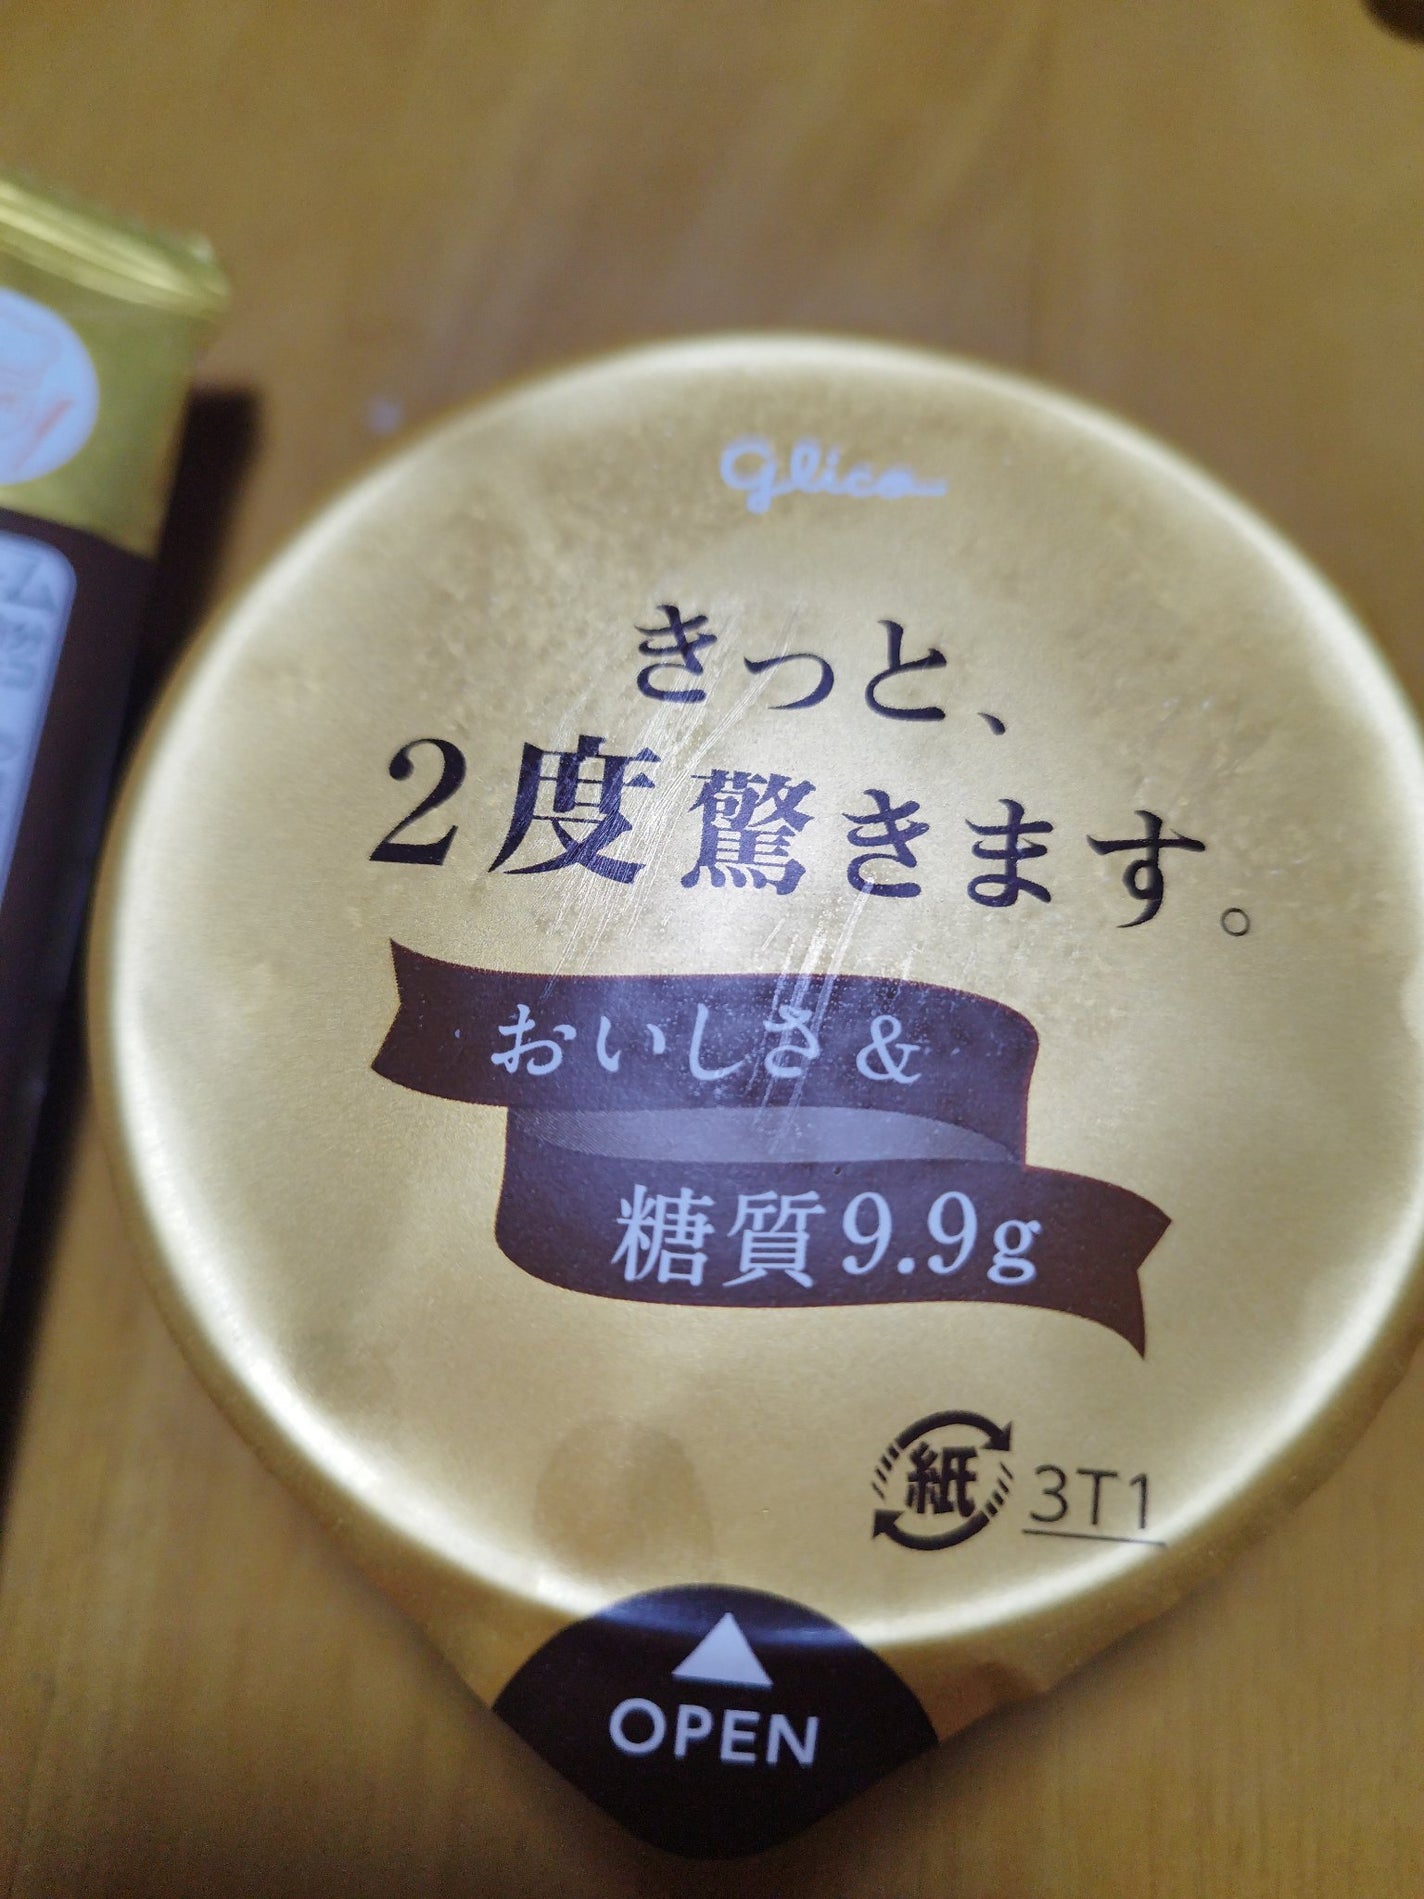 glico
きっと、
2度驚きます。
おいしさ&
糖質9.9g
紙 3T1
OPEN